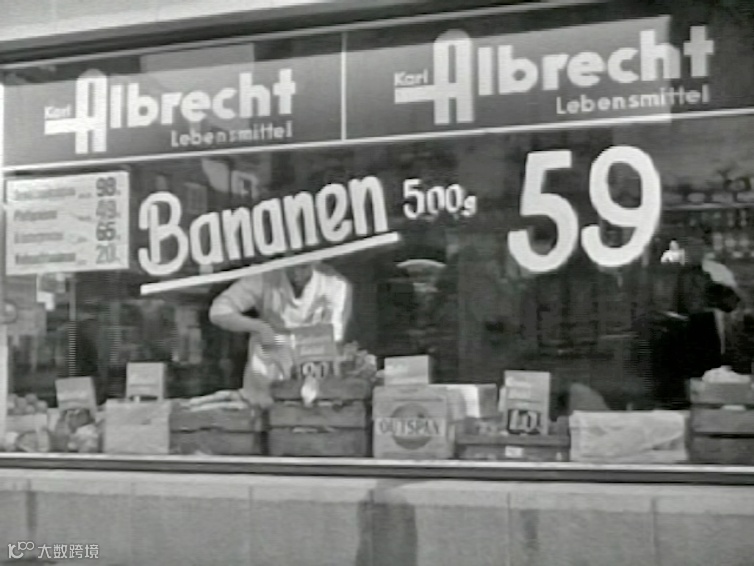 Karl Albrecht
Lebensmittel
Karl Albrecht
Lebensmittel
98
49
65
20
Bananen 500g 59
OUTSPAN
大数跨境